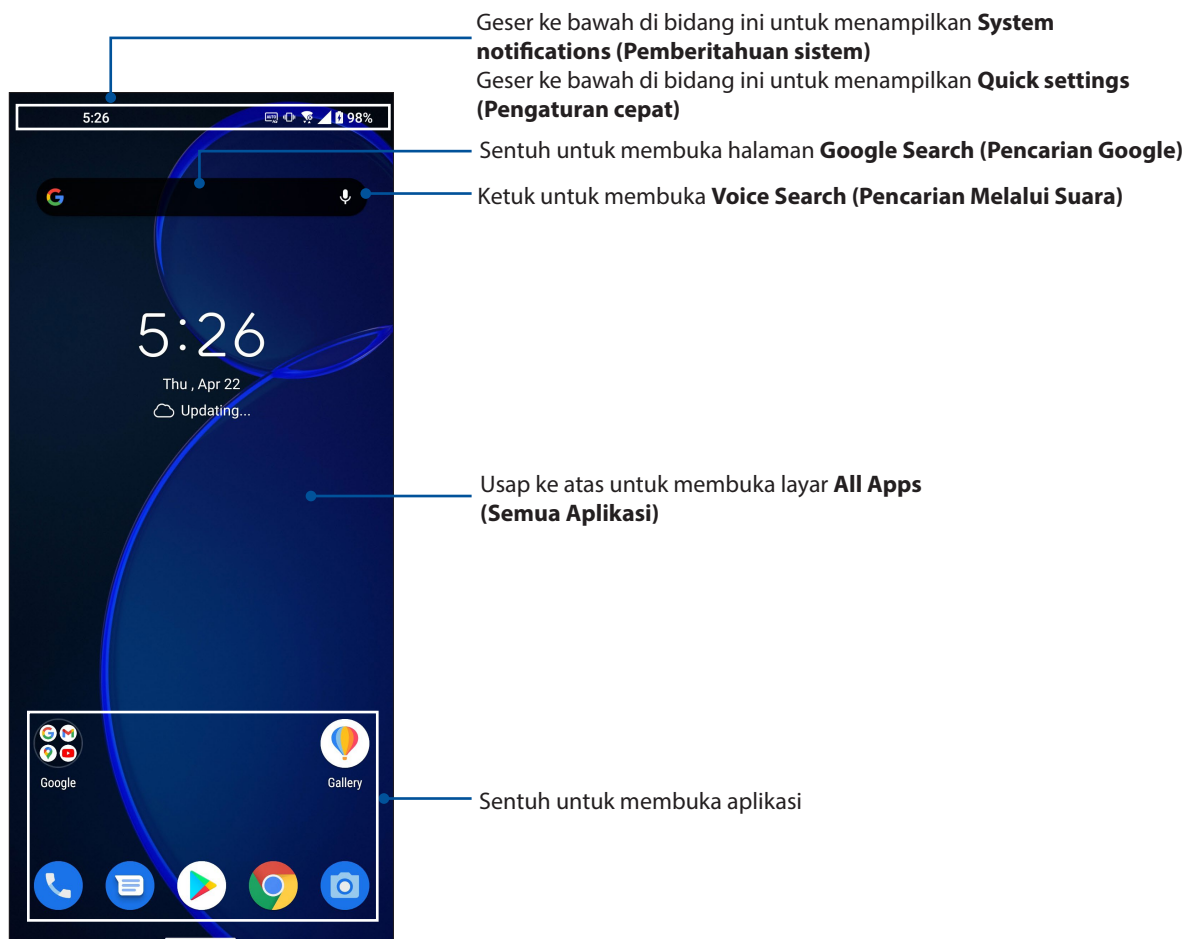 Geser ke bawah di bidang ini untuk menampilkan System
notifications (Pemberitahuan sistem)
Geser ke bawah di bidang ini untuk menampilkan Quick settings
(Pengaturan cepat)
5:26
98%
Sentuh untuk membuka halaman Google Search (Pencarian Google)
Ketuk untuk membuka Voice Search (Pencarian Melalui Suara)
5:26
Thu , Apr 22
Updating...
Usap ke atas untuk membuka layar All Apps
(Semua Aplikasi)
Google
Gallery
Sentuh untuk membuka aplikasi